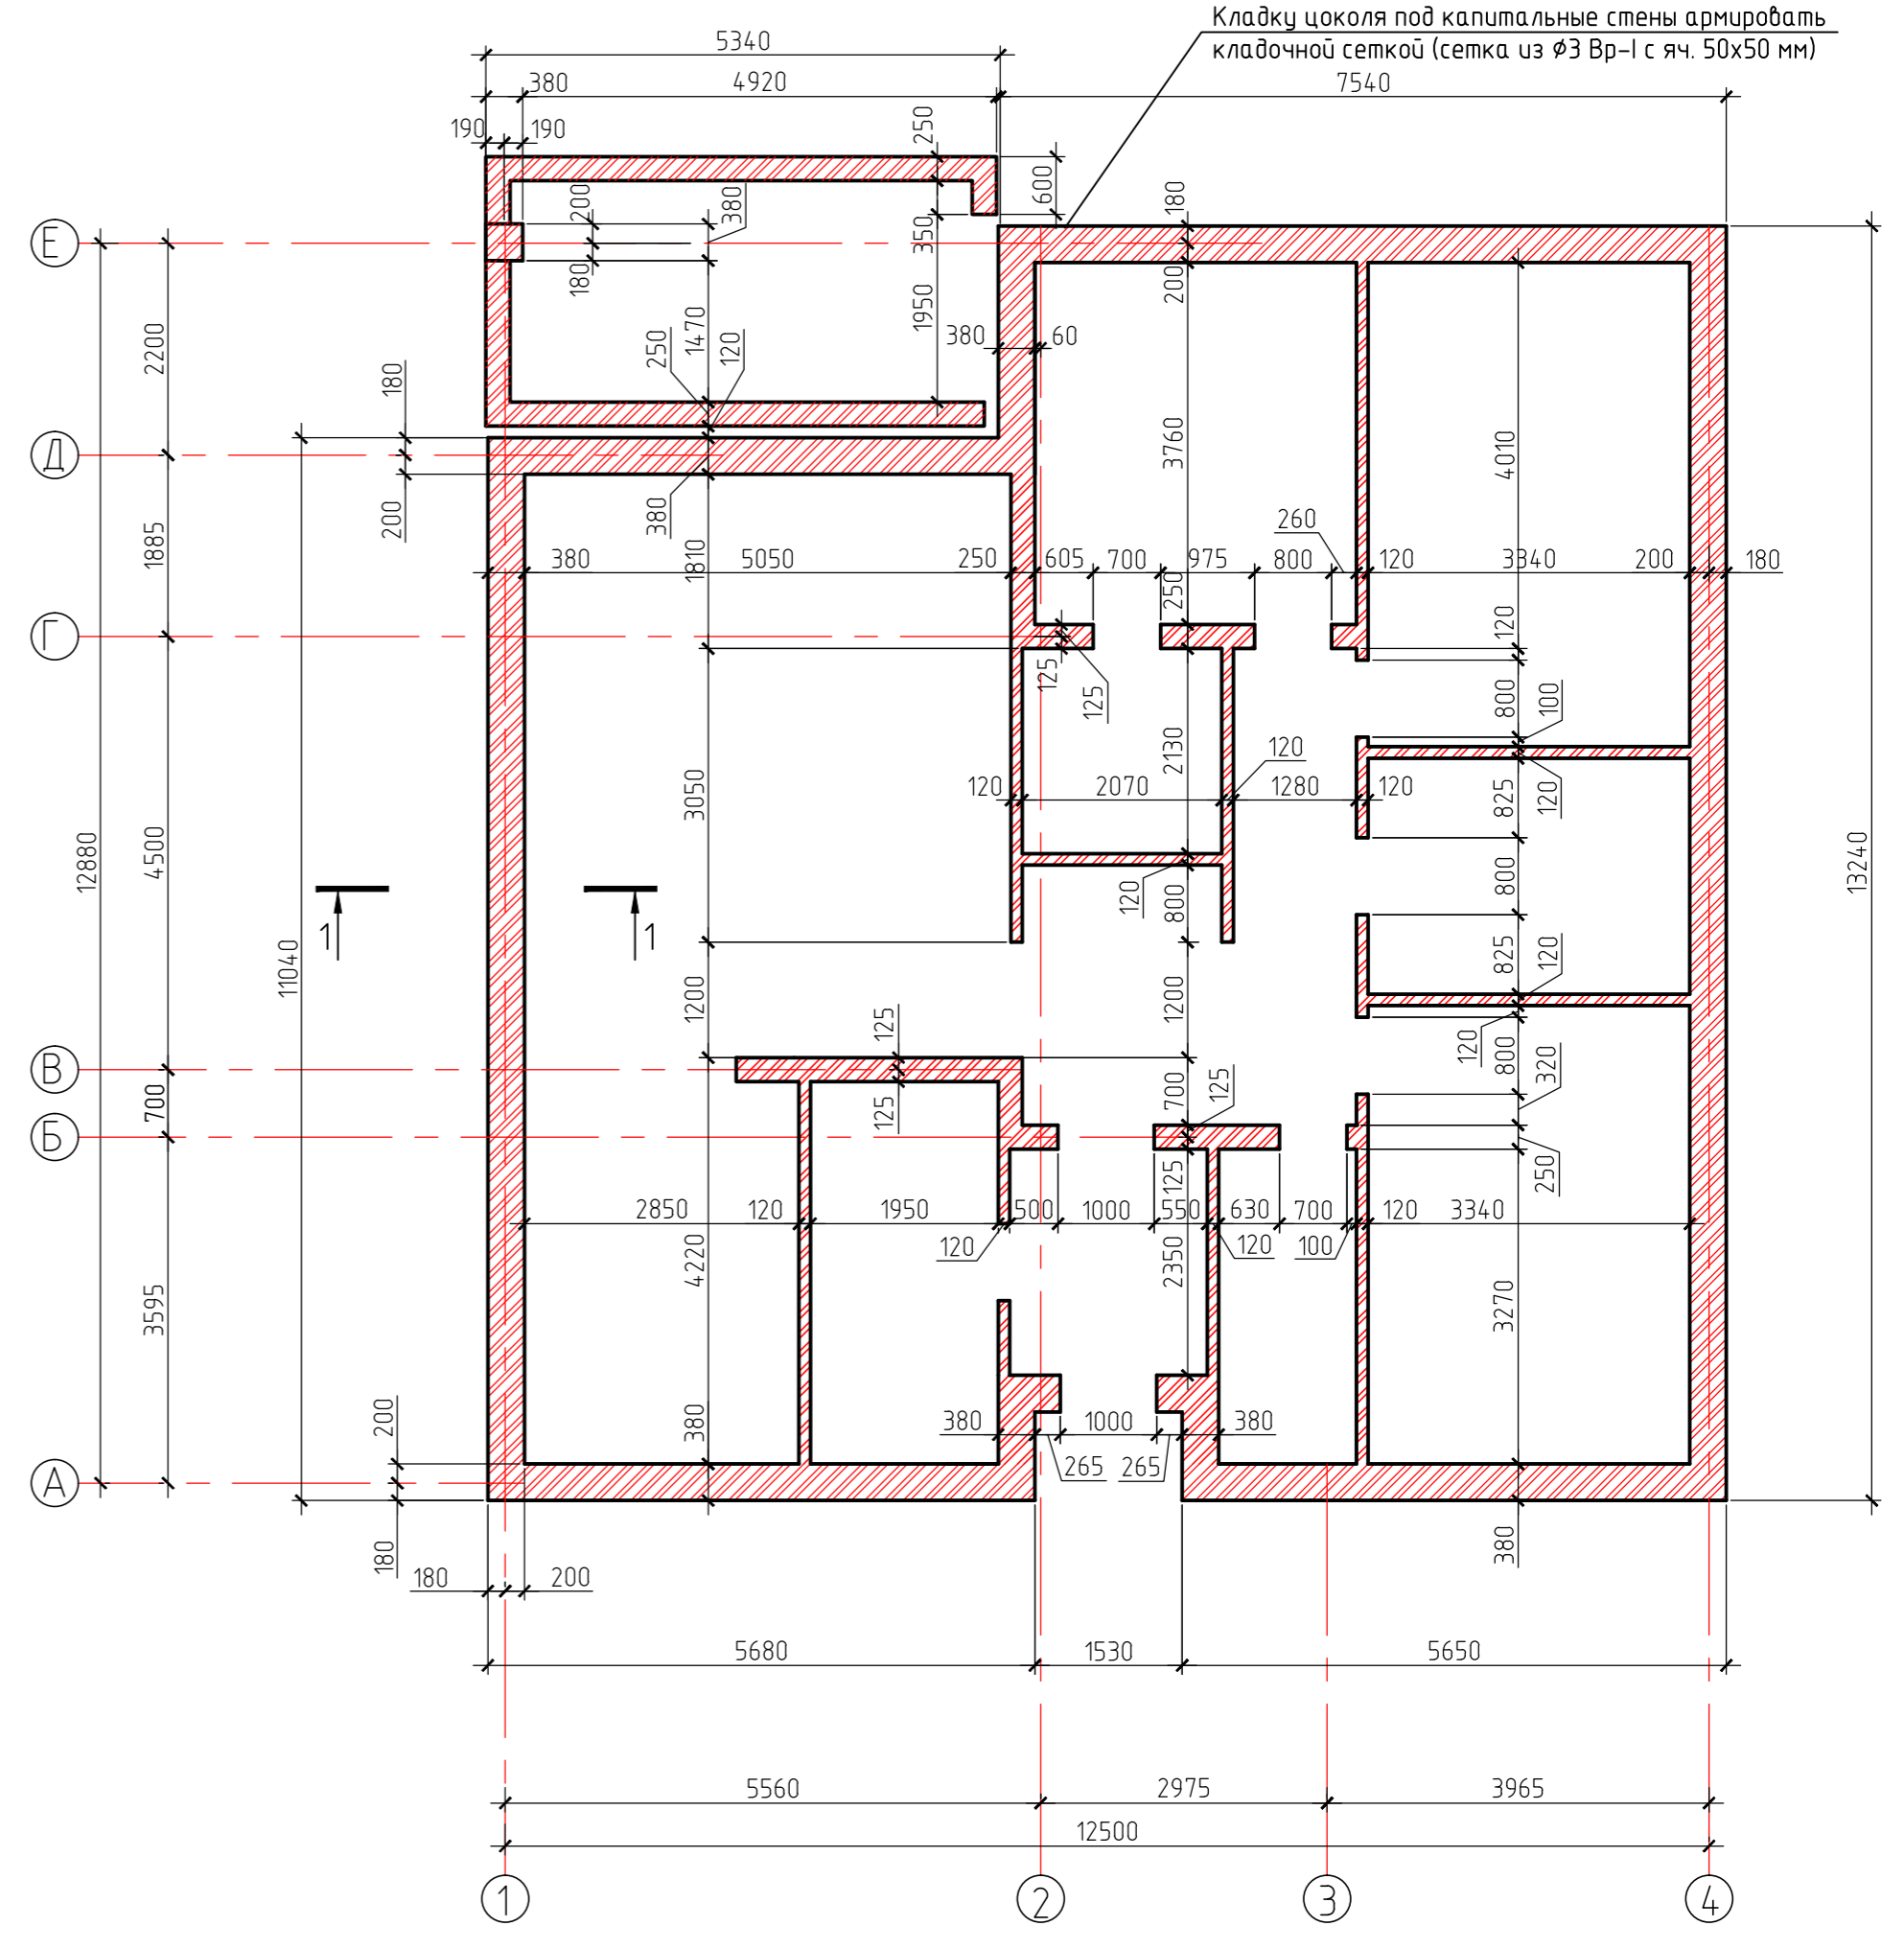 Кладку цоколя под капитальные стены армировать
кладочной сеткой (сетка из ø3 Вр-I с яч. 50х50 мм)
5340
380 4920 7540
190 190 250
600 180
200 380 350
Е
180 200
1950
1470 380 60
2200 250 120
180
Д
200 380 3760 4010
260
1885 1810
380 5050 250 605 700 975 800 120 3340 200 180
250 120
Г
125 125
800 100
2130 120
3050 120 2070 1280 120
825 120
12880 4500 13240
120 800 800
1 1
11040 825 120
1200 1200
120 800 320
125
В
125 700 125
700
Б
125 250
2850 120 1950 500 1000 550 630 700 120 3340
120 120 100
4220 2350
3595 3270
200 380 380 1000 380
265 265
А
180 380
180 200
5680 1530 5650
5560 2975 3965
12500
1 2 3 4